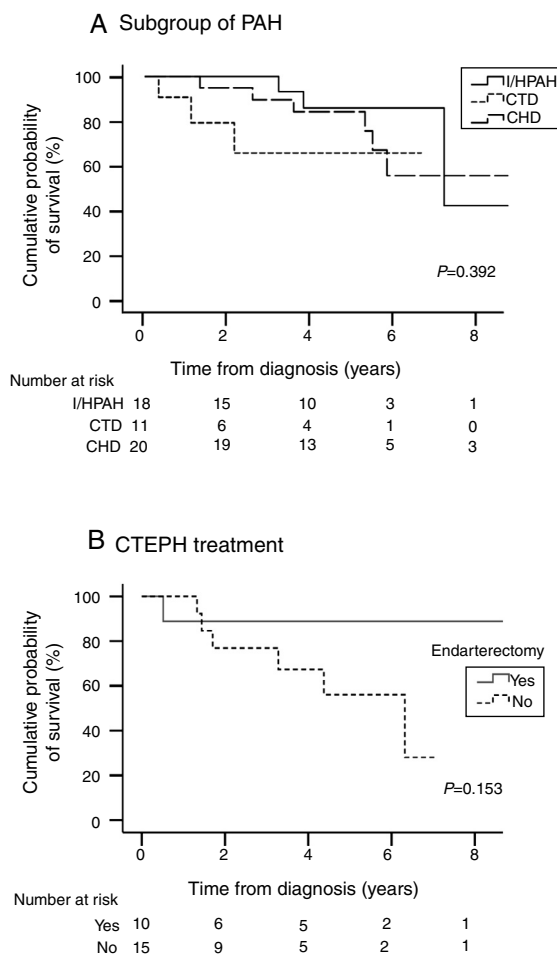 A Subgroup of PAH
100
80
60
40
20
0
Cumulative probability
of survival (%)
I/HPAH
CTD
CHD
P=0.392
0 2 4 6 8
Time from diagnosis (years)
Number at risk
I/HPAH 18 15 10 3 1
CTD 11 6 4 1 0
CHD 20 19 13 5 3
B CTEPH treatment
100
80
60
40
20
0
Cumulative probability
of survival (%)
Endarterectomy
Yes
No
P=0.153
0 2 4 6 8
Time from diagnosis (years)
Number at risk
Yes 10 6 5 2 1
No 15 9 5 2 1